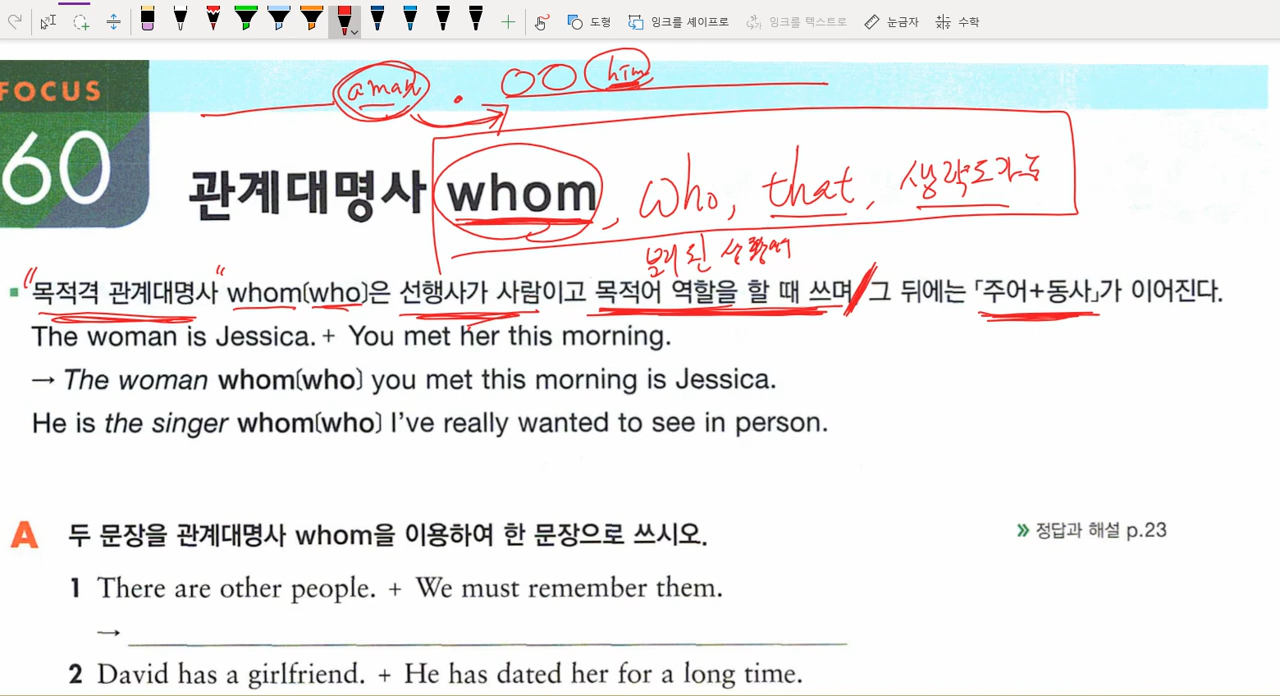 도형 잉크를 셰이프로 잉크를 텍스트로 눈금자 수학
FOCUS
60
a man . him
관계대명사 whom, who, that, 생략도가능
분리된 상황에
"목적격 관계대명사" whom(who)은 선행사가 사람이고 목적어 역할을 할 때 쓰며/그 뒤에는 「주어+동사」가 이어진다.
The woman is Jessica. + You met her this morning.
→ The woman whom(who) you met this morning is Jessica.
He is the singer whom(who) I've really wanted to see in person.
A 두 문장을 관계대명사 whom을 이용하여 한 문장으로 쓰시오.
» 정답과 해설 p.23
1 There are other people. + We must remember them.
→
2 David has a girlfriend. + He has dated her for a long time.